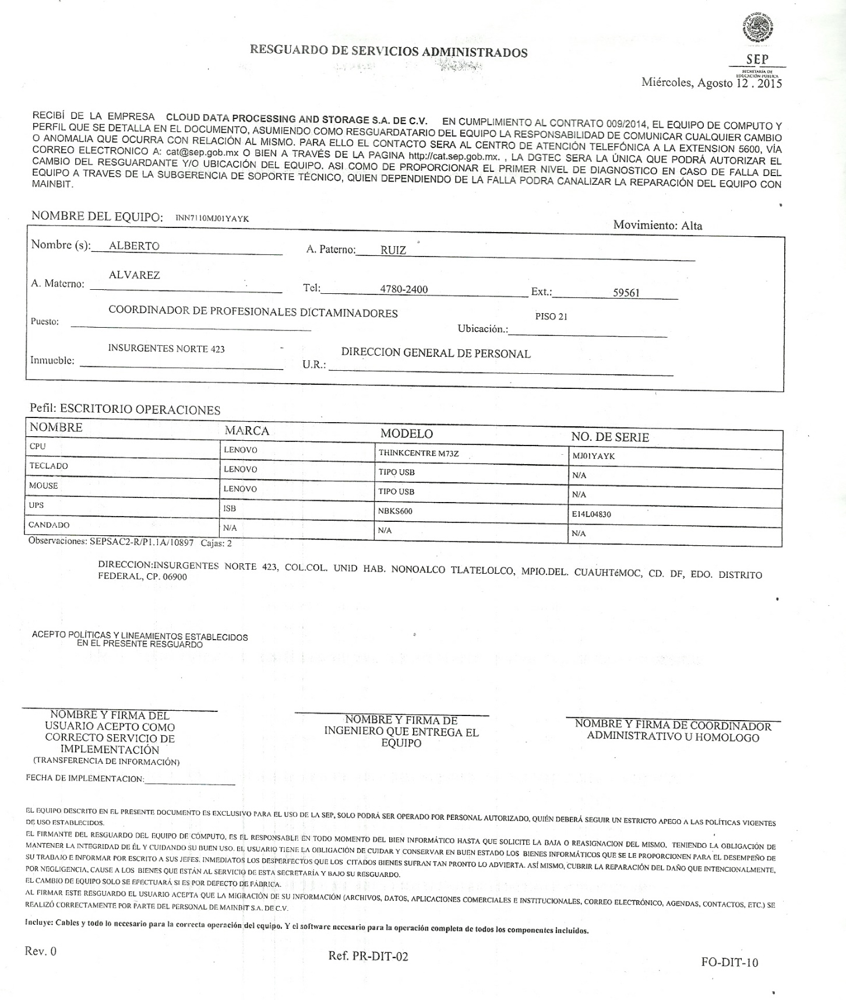 RESGUARDO DE SERVICIOS ADMINISTRADOS
SEP
SECRETARÍA DE
EDUCACIÓN PÚBLICA
Miércoles, Agosto 12 . 2015
RECIBÍ DE LA EMPRESA CLOUD DATA PROCESSING AND STORAGE S.A. DE C.V. EN CUMPLIMIENTO AL CONTRATO 009/2014, EL EQUIPO DE COMPUTO Y
PERFIL QUE SE DETALLA EN EL DOCUMENTO, ASUMIENDO COMO RESGUARDATARIO DEL EQUIPO LA RESPONSABILIDAD DE COMUNICAR CUALQUIER CAMBIO
O ANOMALIA QUE OCURRA CON RELACIÓN AL MISMO. PARA ELLO EL CONTACTO SERA AL CENTRO DE ATENCIÓN TELEFÓNICA A LA EXTENSION 5600, VÍA
CORREO ELECTRONICO A: cat@sep.gob.mx O BIEN A TRAVÉS DE LA PAGINA http://cat.sep.gob.mx. , LA DGTEC SERA LA ÚNICA QUE PODRÁ AUTORIZAR EL
CAMBIO DEL RESGUARDANTE Y/O UBICACIÓN DEL EQUIPO. ASI COMO DE PROPORCIONAR EL PRIMER NIVEL DE DIAGNOSTICO EN CASO DE FALLA DEL
EQUIPO A TRAVES DE LA SUBGERENCIA DE SOPORTE TÉCNICO, QUIEN DEPENDIENDO DE LA FALLA PODRA CANALIZAR LA REPARACIÓN DEL EQUIPO CON
MAINBIT.
NOMBRE DEL EQUIPO: INN7110MJ01YAYK Movimiento: Alta
Nombre (s): ALBERTO A. Paterno: RUIZ
A. Materno: ALVAREZ Tel: 4780-2400 Ext.: 59561
Puesto: COORDINADOR DE PROFESIONALES DICTAMINADORES Ubicación.: PISO 21
Inmueble: INSURGENTES NORTE 423 U.R.: DIRECCION GENERAL DE PERSONAL
Pefil: ESCRITORIO OPERACIONES
NOMBRE MARCA MODELO NO. DE SERIE
CPU LENOVO THINKCENTRE M73Z MJ01YAYK
TECLADO LENOVO TIPO USB N/A
MOUSE LENOVO TIPO USB N/A
UPS ISB NBKS600 E14L04830
CANDADO N/A N/A N/A
Observaciones: SEPSAC2-R/P1.1A/10897 Cajas: 2
DIRECCION:INSURGENTES NORTE 423, COL.COL. UNID HAB. NONOALCO TLATELOLCO, MPIO.DEL. CUAUHTéMOC, CD. DF, EDO. DISTRITO
FEDERAL, CP. 06900
ACEPTO POLÍTICAS Y LINEAMIENTOS ESTABLECIDOS
EN EL PRESENTE RESGUARDO
NOMBRE Y FIRMA DEL
USUARIO ACEPTO COMO
CORRECTO SERVICIO DE
IMPLEMENTACIÓN
(TRANSFERENCIA DE INFORMACIÓN)
NOMBRE Y FIRMA DE
INGENIERO QUE ENTREGA EL
EQUIPO
NOMBRE Y FIRMA DE COORDINADOR
ADMINISTRATIVO U HOMOLOGO
FECHA DE IMPLEMENTACION:
EL EQUIPO DESCRITO EN EL PRESENTE DOCUMENTO ES EXCLUSIVO PARA EL USO DE LA SEP, SOLO PODRÁ SER OPERADO POR PERSONAL AUTORIZADO, QUIÉN DEBERÁ SEGUIR UN ESTRICTO APEGO A LAS POLÍTICAS VIGENTES
DE USO ESTABLECIDOS.
EL FIRMANTE DEL RESGUARDO DEL EQUIPO DE CÓMPUTO, ES EL RESPONSABLE EN TODO MOMENTO DEL BIEN INFORMÁTICO HASTA QUE SOLICITE LA BAJA O REASIGNACION DEL MISMO, TENIENDO LA OBLIGACIÓN DE
MANTENER LA INTEGRIDAD DE ÉL Y CUIDANDO SU BUEN USO. EL USUARIO TIENE LA OBLIGACIÓN DE CUIDAR Y CONSERVAR EN BUEN ESTADO LOS BIENES INFORMÁTICOS QUE SE LE PROPORCIONEN PARA EL DESEMPEÑO DE
SU TRABAJO E INFORMAR POR ESCRITO A SUS JEFES. INMEDIATOS LOS DESPERFECTOS QUE LOS CITADOS BIENES SUFRAN TAN PRONTO LO ADVIERTA. ASÍ MISMO, CUBRIR LA REPARACIÓN DEL DAÑO QUE INTENCIONALMENTE,
POR NEGLIGENCIA, CAUSE A LOS BIENES QUE ESTÁN AL SERVICIO DE ESTA SECRETARÍA Y BAJO SU RESGUARDO.
EL CAMBIO DE EQUIPO SOLO SE EFECTUARÁ SI ES POR DEFECTO DE FÁBRICA.
AL FIRMAR ESTE RESGUARDO EL USUARIO ACEPTA QUE LA MIGRACIÓN DE SU INFORMACIÓN (ARCHIVOS, DATOS, APLICACIONES COMERCIALES E INSTITUCIONALES, CORREO ELECTRÓNICO, AGENDAS, CONTACTOS, ETC.) SE
REALIZÓ CORRECTAMENTE POR PARTE DEL PERSONAL DE MAINBIT S.A. DE C.V.
Incluye: Cables y todo lo necesario para la correcta operación del equipo. Y el software necesario para la operación completa de todos los componentes incluidos.
Rev. 0 Ref. PR-DIT-02 FO-DIT-10